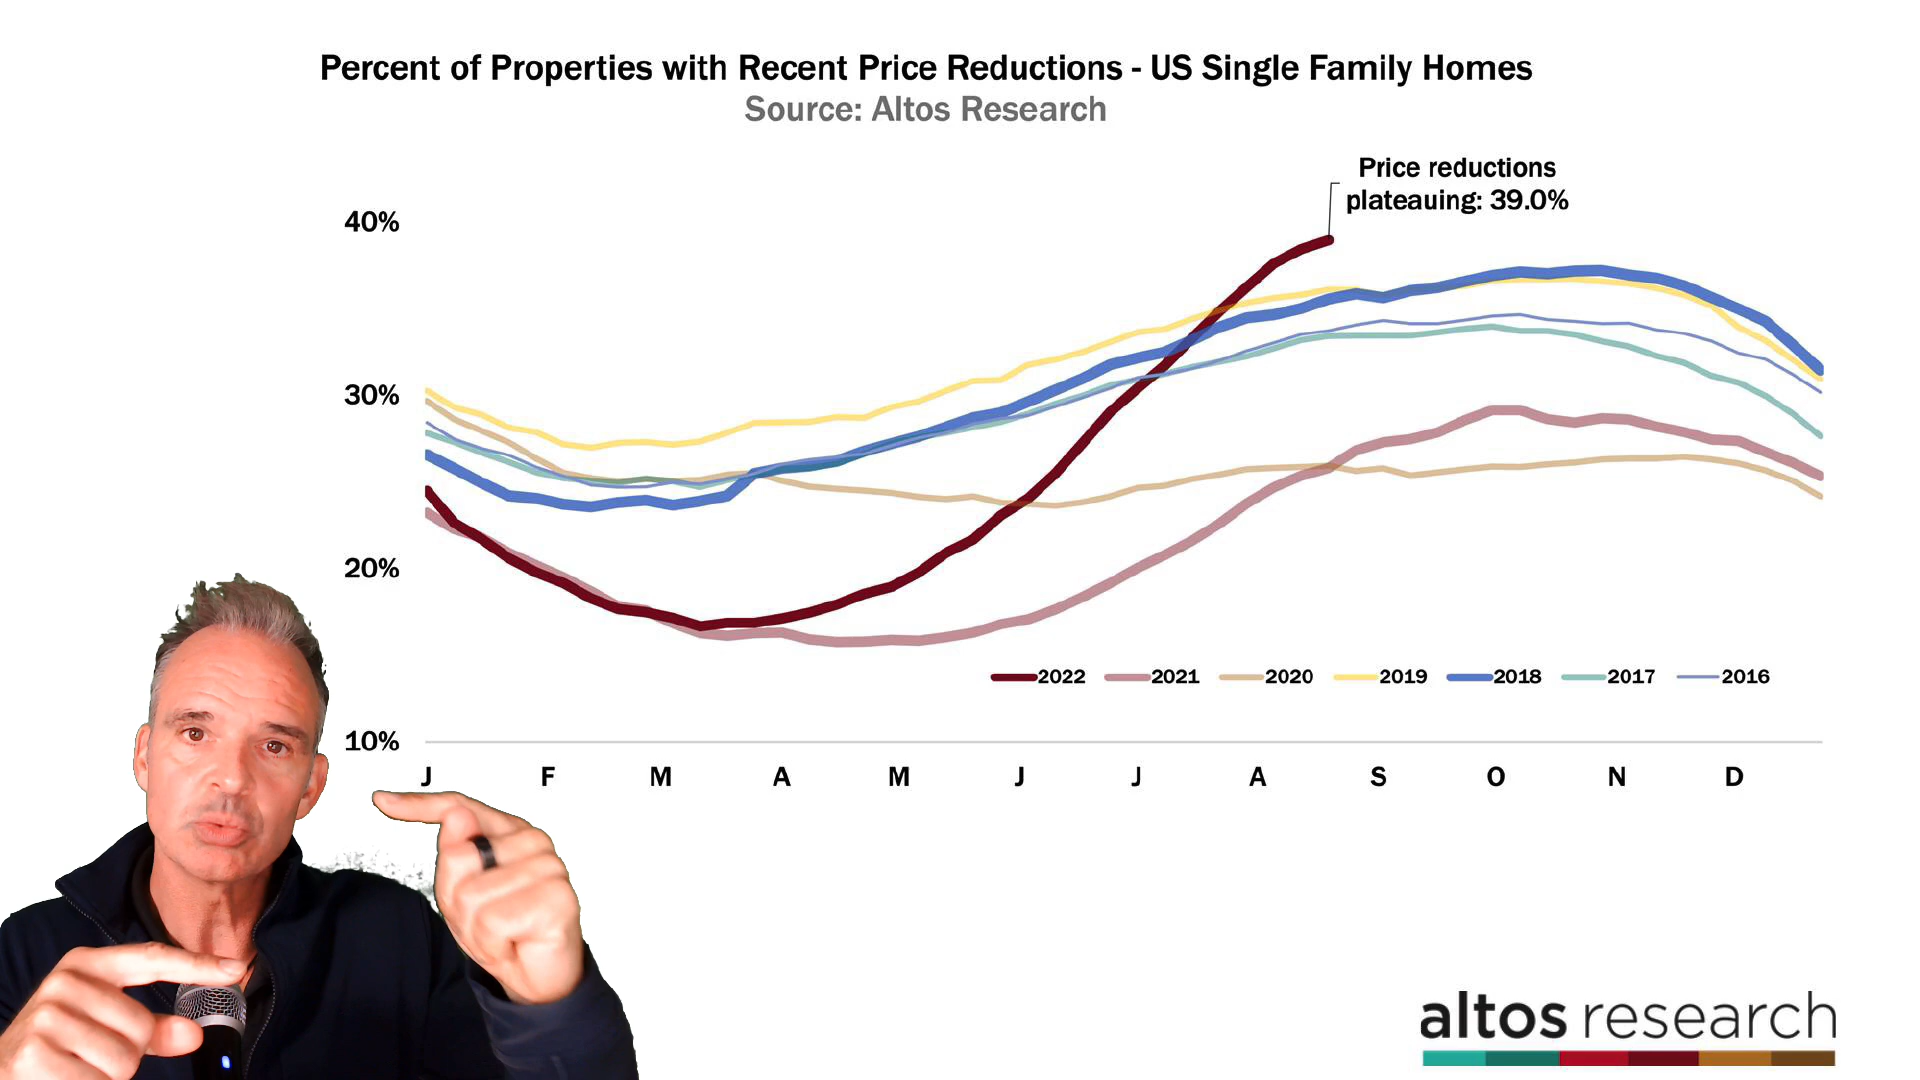 Percent of Properties with Recent Price Reductions - US Single Family Homes
Source: Altos Research
Price reductions
plateauing: 39.0%
40%
30%
20%
2022 2021 2020 2019 2018 2017 2016
10%
J F M A M J J A S O N D
altos research